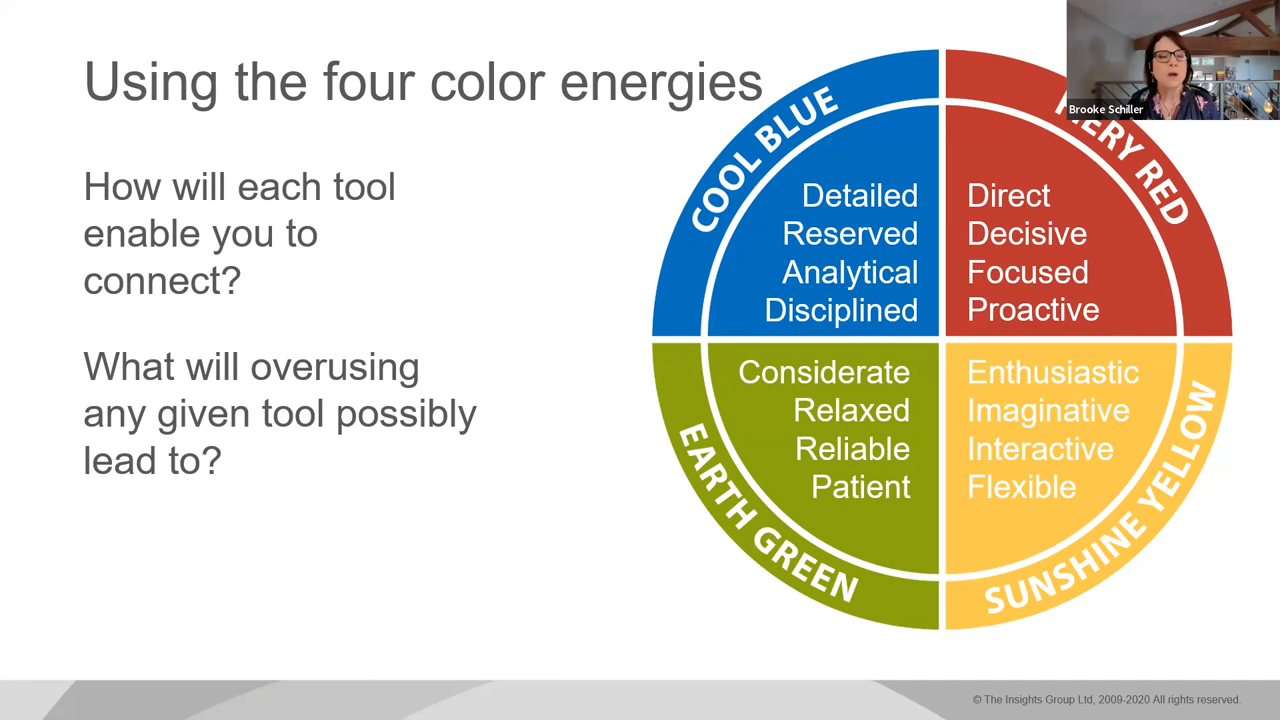 Using the four color energies
How will each tool
enable you to
connect?
What will overusing
any given tool possibly
lead to?
COOL BLUE
Detailed
Reserved
Analytical
Disciplined
RED
Direct
Decisive
Focused
Proactive
EARTH GREEN
Considerate
Relaxed
Reliable
Patient
SUNSHINE YELLOW
Enthusiastic
Imaginative
Interactive
Flexible
Brooke Schiller
© The Insights Group Ltd, 2009-2020 All rights reserved.